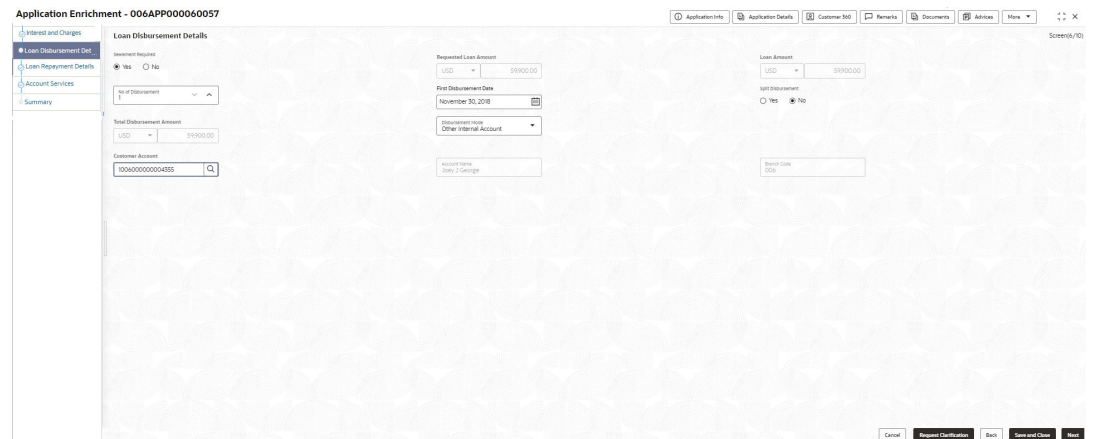 Application Enrichment - 006APP000060057
Application Info
Application Details
Customer 360
Remarks
Documents
Advices
More
Interest and Charges
Loan Disbursement Det...
Loan Repayment Details
Account Services
Summary
Loan Disbursement Details
Screen(6/10)
Settlement Required
Yes No
Requested Loan Amount
USD 59,900.00
Loan Amount
USD 59,900.00
No of Disbursement
1
First Disbursement Date
November 30, 2018
Split Disbursement
Yes No
Total Disbursement Amount
USD 59,900.00
Disbursement Mode
Other Internal Account
Customer Account
1006000000004355
Account Name
Joey J George
Branch Code
006
Cancel
Request Clarification
Back
Save and Close
Next